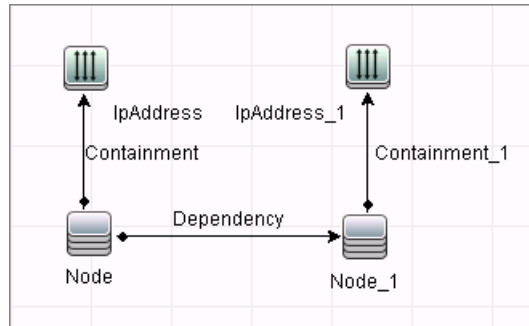 IpAddress
IpAddress_1
Containment
Containment_1
Dependency
Node
Node_1